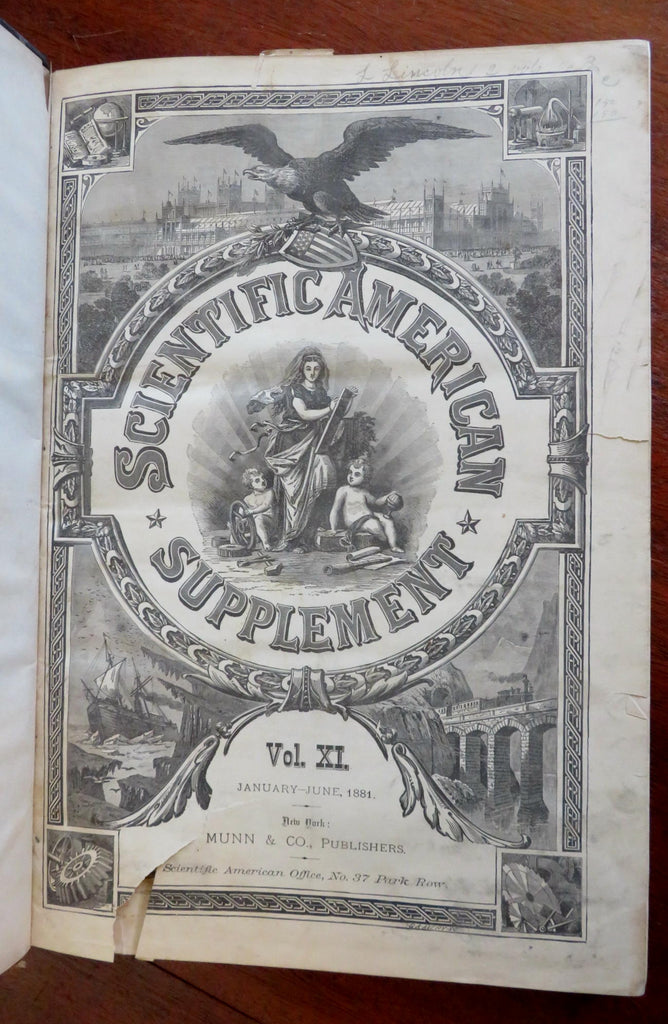 L Lincoln
SCIENTIFIC AMERICAN
SUPPLEMENT
Vol. XI.
JANUARY–JUNE, 1881.
New York:
MUNN & CO., PUBLISHERS.
Scientific American Office, No. 37 Park Row.